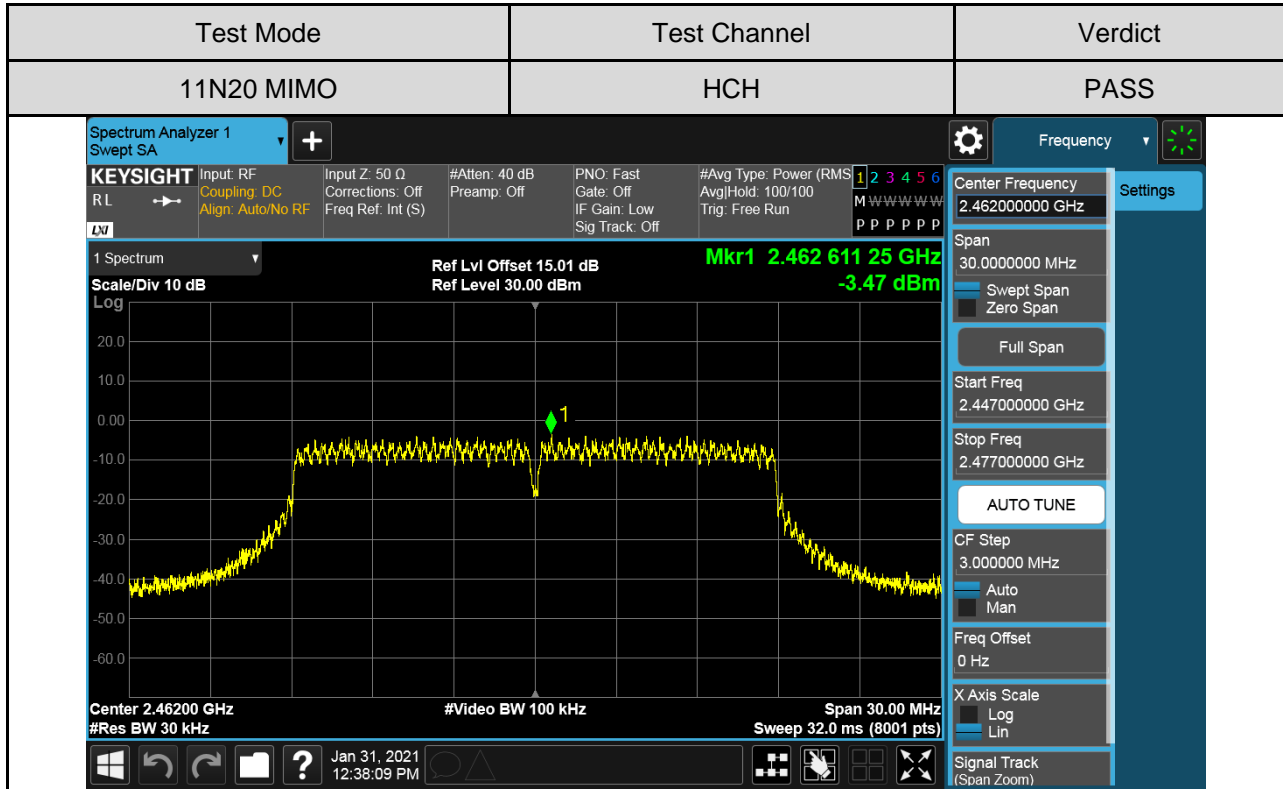 Test Mode Test Channel Verdict
11N20 MIMO HCH PASS
Spectrum Analyzer 1
Swept SA
+
Frequency
KEYSIGHT
RL
LXI
Input: RF
Coupling: DC
Align: Auto/No RF
Input Z: 50 Ω
Corrections: Off
Freq Ref: Int (S)
#Atten: 40 dB
Preamp: Off
PNO: Fast
Gate: Off
IF Gain: Low
Sig Track: Off
#Avg Type: Power (RMS
Avg|Hold: 100/100
Trig: Free Run
1 2 3 4 5 6
M W W W W W
P P P P P P
1 Spectrum
Scale/Div 10 dB
Log
Ref Lvl Offset 15.01 dB
Ref Level 30.00 dBm
Mkr1 2.462 611 25 GHz
-3.47 dBm
20.0
10.0
0.00
-10.0
-20.0
-30.0
-40.0
-50.0
-60.0
1
Center 2.46200 GHz
#Res BW 30 kHz
#Video BW 100 kHz
Span 30.00 MHz
Sweep 32.0 ms (8001 pts)
Center Frequency
2.462000000 GHz
Settings
Span
30.0000000 MHz
Swept Span
Zero Span
Full Span
Start Freq
2.447000000 GHz
Stop Freq
2.477000000 GHz
AUTO TUNE
CF Step
3.000000 MHz
Auto
Man
Freq Offset
0 Hz
X Axis Scale
Log
Lin
Signal Track
(Span Zoom)
?
Jan 31, 2021
12:38:09 PM